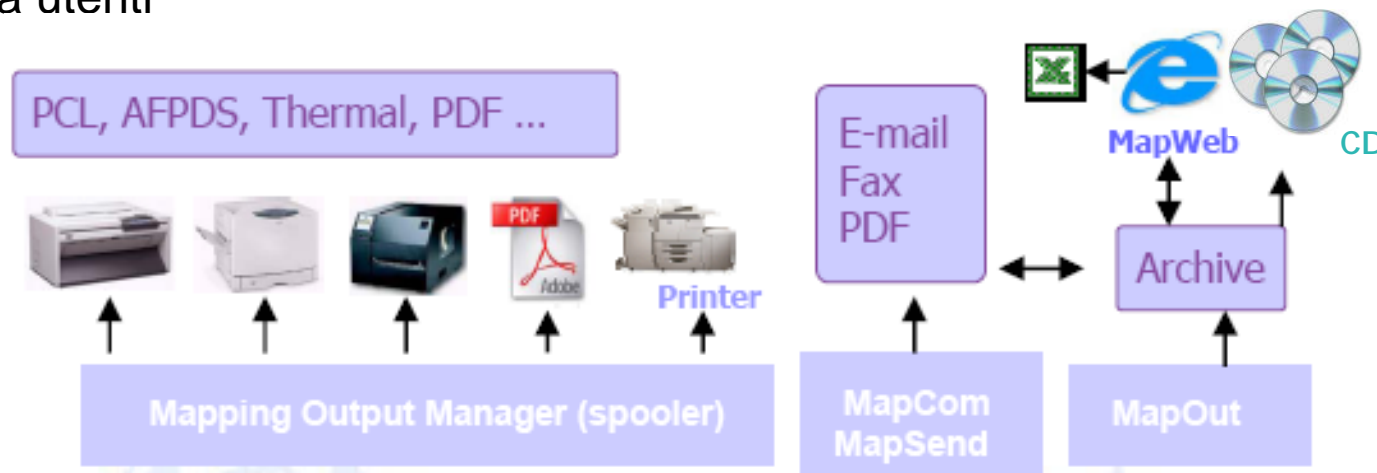 a utenti
PCL, AFPDS, Thermal, PDF ...
E-mail
Fax
PDF
MapWeb
CD
PDF
Adobe
Printer
Archive
Mapping Output Manager (spooler)
MapCom
MapSend
MapOut